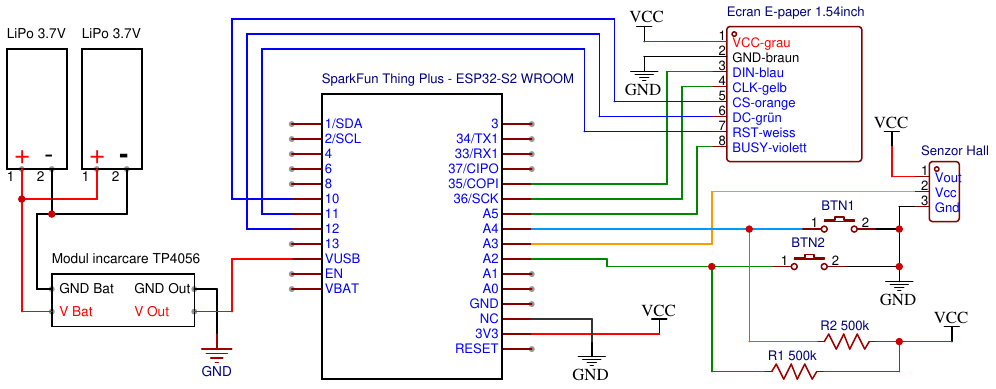 LiPo 3.7V
LiPo 3.7V
+ -
+ -
1 2
1 2
Modul incarcare TP4056
GND Bat GND Out
V Bat V Out
GND
SparkFun Thing Plus - ESP32-S2 WROOM
1/SDA
2/SCL
4
6
8
10
11
12
13
VUSB
EN
VBAT
3
34/TX1
33/RX1
37/CIPO
35/COPI
36/SCK
A5
A4
A3
A2
A1
A0
GND
NC
3V3
RESET
VCC
GND
Ecran E-paper 1.54inch
1 VCC-grau
2 GND-braun
3 DIN-blau
4 CLK-gelb
5 CS-orange
6 DC-grün
7 RST-weiss
8 BUSY-violett
VCC
Senzor Hall
1 Vout
2 Vcc
3 Gnd
BTN1
1 2
BTN2
1 2
GND
VCC
GND
VCC
R2 500k
R1 500k